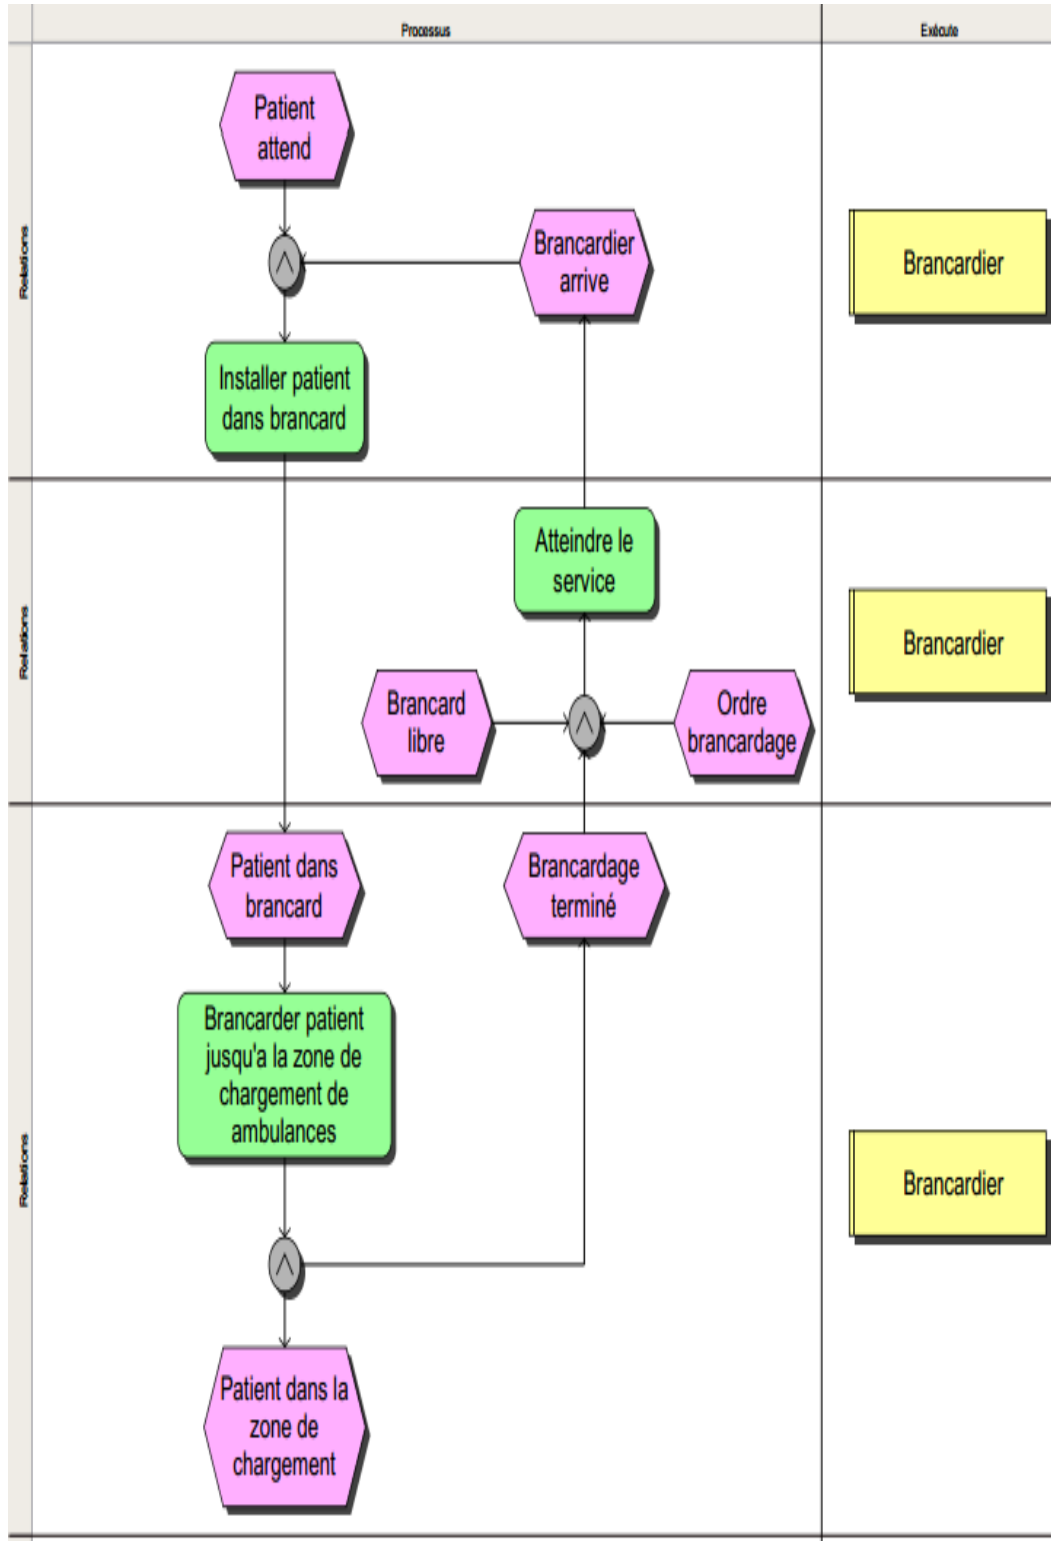 Processus
Exécute
Relations
Patient
attend
Brancardier
arrive
Brancardier
Installer patient
dans brancard
Relations
Atteindre le
service
Brancardier
Brancard
libre
Ordre
brancardage
Relations
Patient dans
brancard
Brancardage
terminé
Brancarder patient
jusqu'a la zone de
chargement de
ambulances
Brancardier
Patient dans la
zone de
chargement